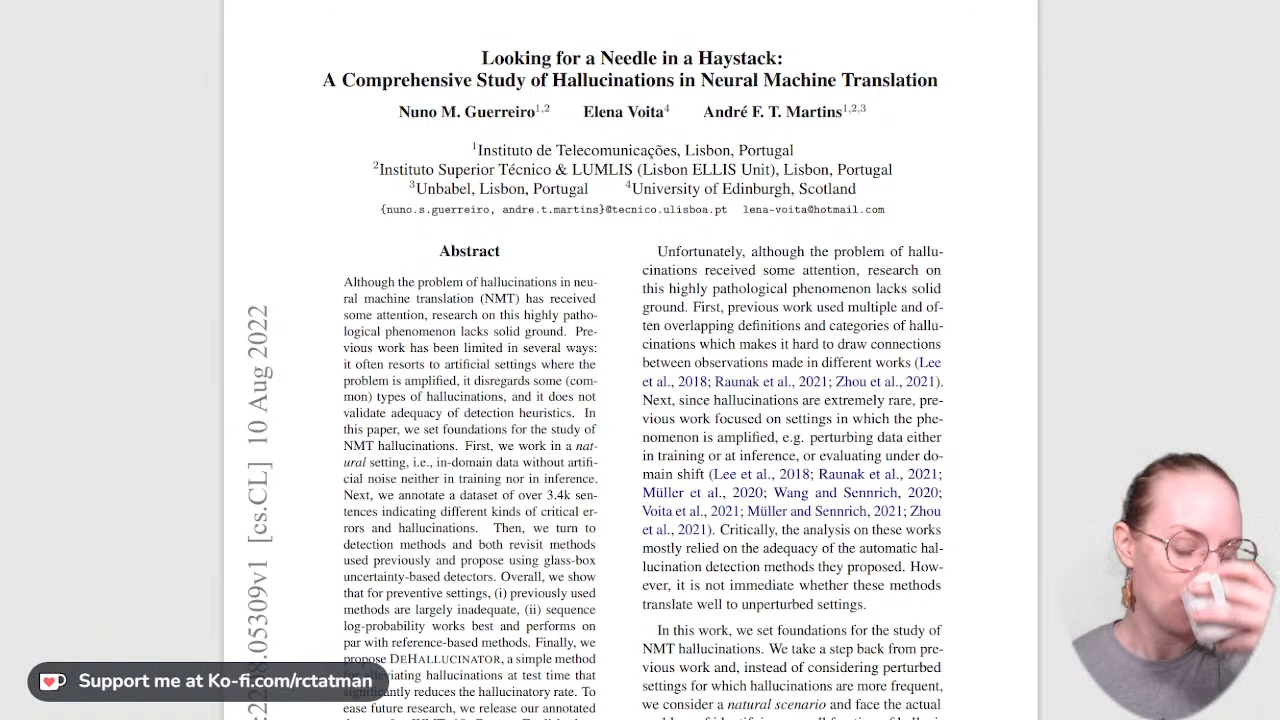 Looking for a Needle in a Haystack:
A Comprehensive Study of Hallucinations in Neural Machine Translation
Nuno M. Guerreiro1,2 Elena Voita4 André F. T. Martins1,2,3
1Instituto de Telecomunicações, Lisbon, Portugal
2Instituto Superior Técnico & LUMLIS (Lisbon ELLIS Unit), Lisbon, Portugal
3Unbabel, Lisbon, Portugal 4University of Edinburgh, Scotland
{nuno.s.guerreiro, andre.t.martins}@tecnico.ulisboa.pt lena-voita@hotmail.com
Abstract
Although the problem of hallucinations in neu-
ral machine translation (NMT) has received
some attention, research on this highly patho-
logical phenomenon lacks solid ground. Pre-
vious work has been limited in several ways:
it often resorts to artificial settings where the
problem is amplified, it disregards some (com-
mon) types of hallucinations, and it does not
validate adequacy of detection heuristics. In
this paper, we set foundations for the study of
NMT hallucinations. First, we work in a nat-
ural setting, i.e., in-domain data without artifi-
cial noise neither in training nor in inference.
Next, we annotate a dataset of over 3.4k sen-
tences indicating different kinds of critical er-
rors and hallucinations. Then, we turn to
detection methods and both revisit methods
used previously and propose using glass-box
uncertainty-based detectors. Overall, we show
that for preventive settings, (i) previously used
methods are largely inadequate, (ii) sequence
log-probability works best and performs on
par with reference-based methods. Finally, we
propose DEHALLUCINATOR, a simple method
alleviating hallucinations at test time that
significantly reduces the hallucinatory rate. To
ease future research, we release our annotated
Unfortunately, although the problem of hallu-
cinations received some attention, research on
this highly pathological phenomenon lacks solid
ground. First, previous work used multiple and of-
ten overlapping definitions and categories of hallu-
cinations which makes it hard to draw connections
between observations made in different works (Lee
et al., 2018; Raunak et al., 2021; Zhou et al., 2021).
Next, since hallucinations are extremely rare, pre-
vious work focused on settings in which the phe-
nomenon is amplified, e.g. perturbing data either
in training or at inference, or evaluating under do-
main shift (Lee et al., 2018; Raunak et al., 2021;
Müller et al., 2020; Wang and Sennrich, 2020;
Voita et al., 2021; Müller and Sennrich, 2021; Zhou
et al., 2021). Critically, the analysis on these works
mostly relied on the adequacy of the automatic hal-
lucination detection methods they proposed. How-
ever, it is not immediate whether these methods
translate well to unperturbed settings.
In this work, we set foundations for the study of
NMT hallucinations. We take a step back from pre-
vious work and, instead of considering perturbed
settings for which hallucinations are more frequent,
we consider a natural scenario and face the actual
.05309v1 [cs.CL] 10 Aug 2022
Support me at Ko-fi.com/rctatman